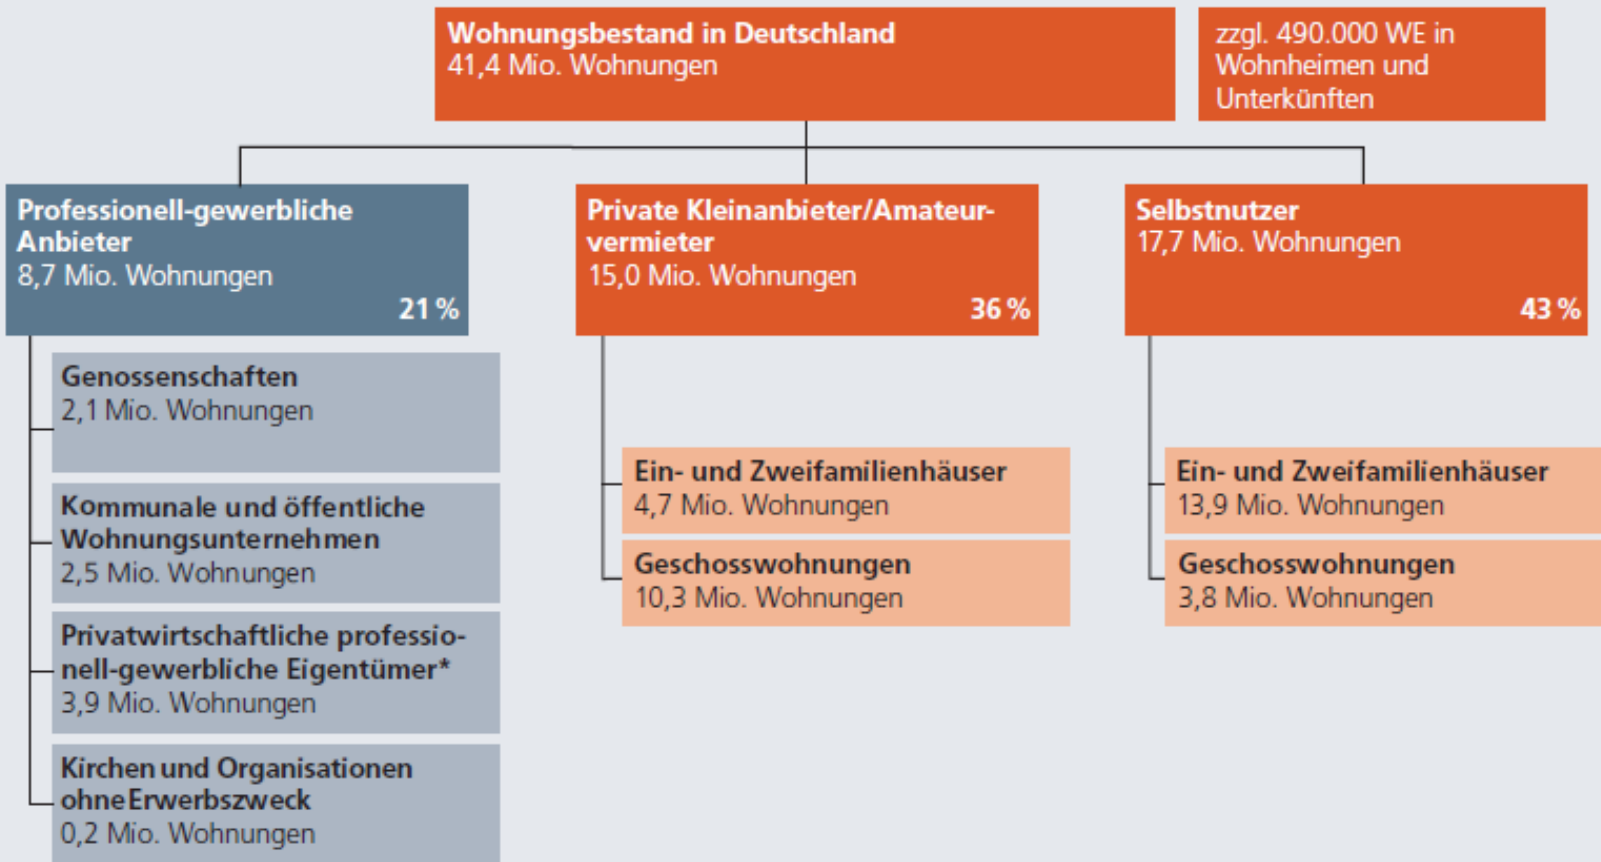 Wohnungsbestand in Deutschland
41,4 Mio. Wohnungen
zzgl. 490.000 WE in
Wohnheimen und
Unterkünften
Professionell-gewerbliche
Anbieter
8,7 Mio. Wohnungen
21 %
Genossenschaften
2,1 Mio. Wohnungen
Kommunale und öffentliche
Wohnungsunternehmen
2,5 Mio. Wohnungen
Privatwirtschaftliche professio-
nell-gewerbliche Eigentümer*
3,9 Mio. Wohnungen
Kirchen und Organisationen
ohne Erwerbszweck
0,2 Mio. Wohnungen
Private Kleinanbieter/Amateur-
vermieter
15,0 Mio. Wohnungen
36 %
Ein- und Zweifamilienhäuser
4,7 Mio. Wohnungen
Geschosswohnungen
10,3 Mio. Wohnungen
Selbstnutzer
17,7 Mio. Wohnungen
43 %
Ein- und Zweifamilienhäuser
13,9 Mio. Wohnungen
Geschosswohnungen
3,8 Mio. Wohnungen